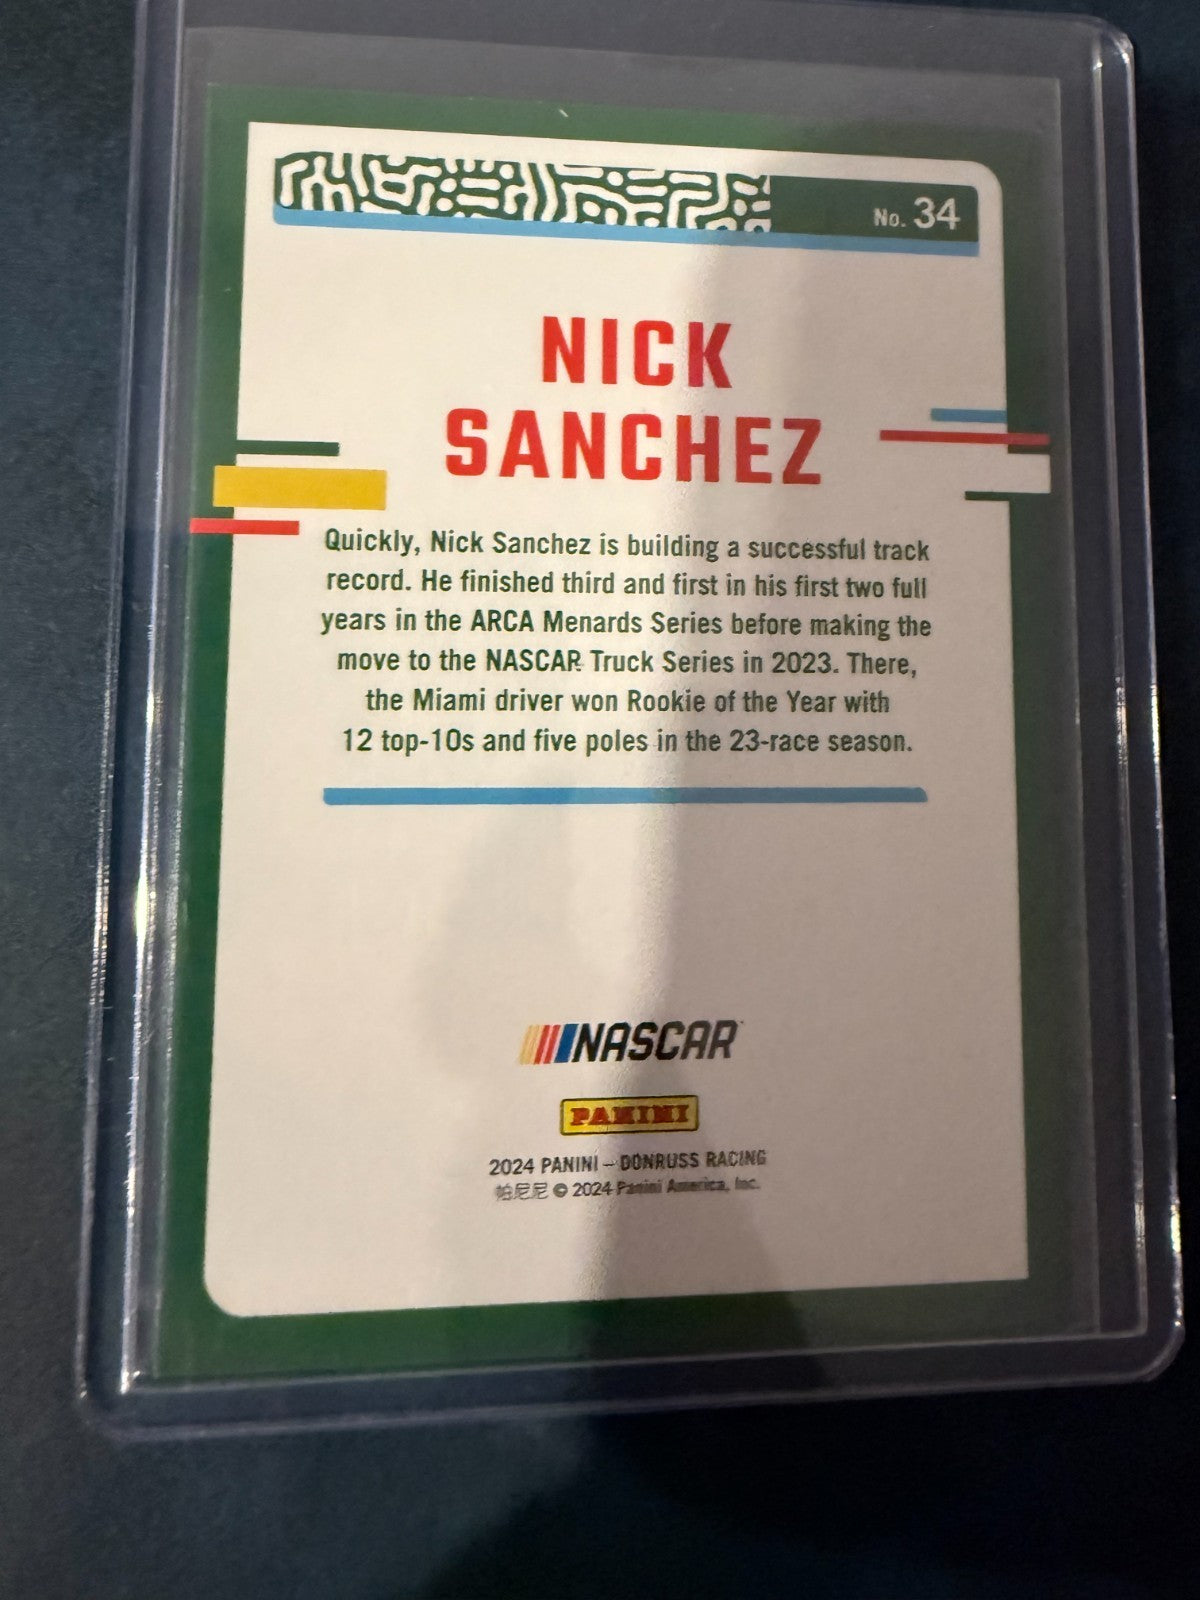 No. 34
NICK
SANCHEZ
Quickly, Nick Sanchez is building a successful track
record. He finished third and first in his first two full
years in the ARCA Menards Series before making the
move to the NASCAR Truck Series in 2023. There,
the Miami driver won Rookie of the Year with
12 top-10s and five poles in the 23-race season.
NASCAR
PANINI
2024 PANINI – DONRUSS RACING
帕尼尼 © 2024 Panini America, Inc.